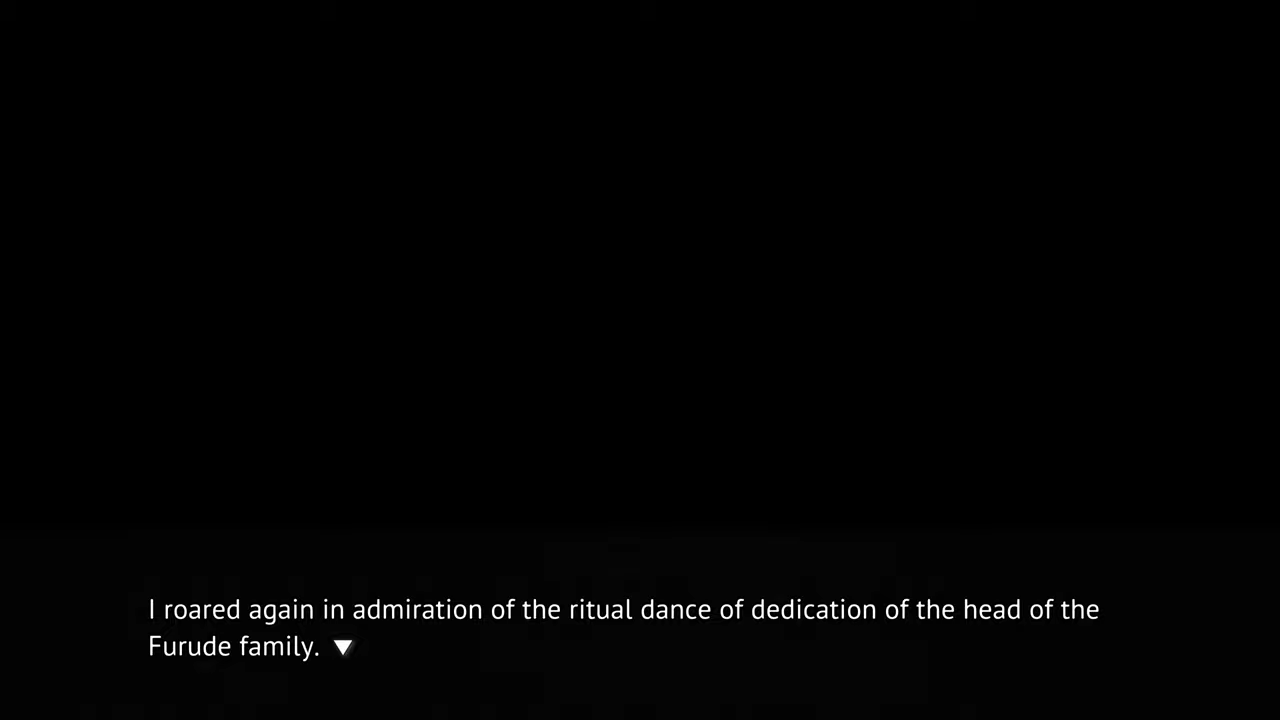 I roared again in admiration of the ritual dance of dedication of the head of the
Furude family.